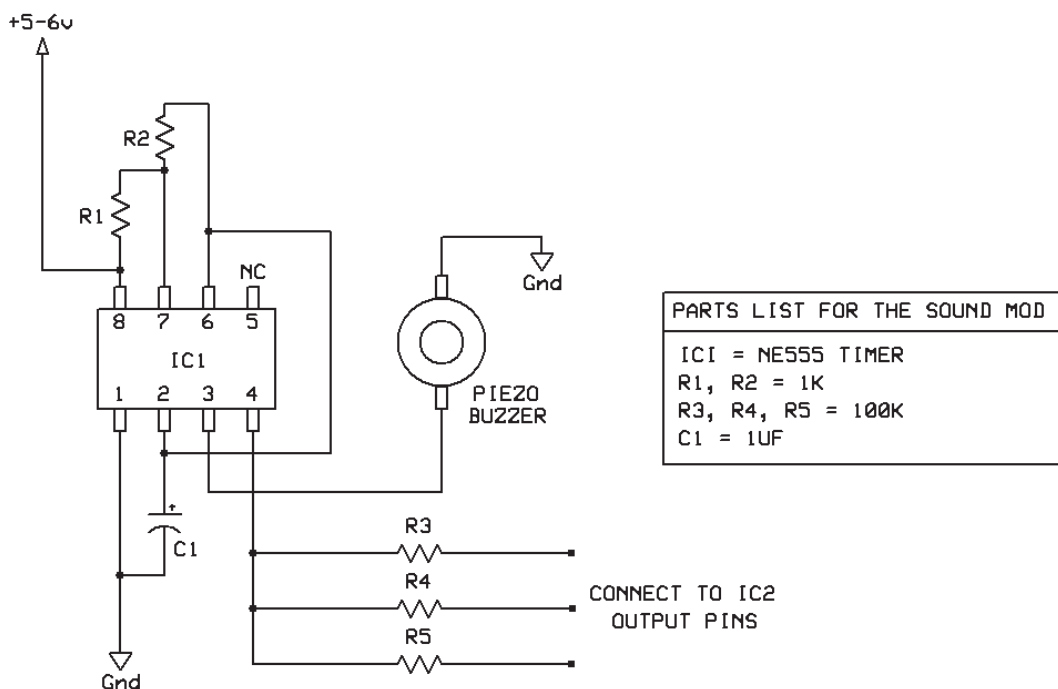 +5-6v
R2
R1
NC
8 7 6 5
IC1
1 2 3 4
Gnd
PIEZO
BUZZER
+
C1
Gnd
R3
R4
R5
CONNECT TO IC2
OUTPUT PINS
PARTS LIST FOR THE SOUND MOD
ICI = NE555 TIMER
R1, R2 = 1K
R3, R4, R5 = 100K
C1 = 1UF